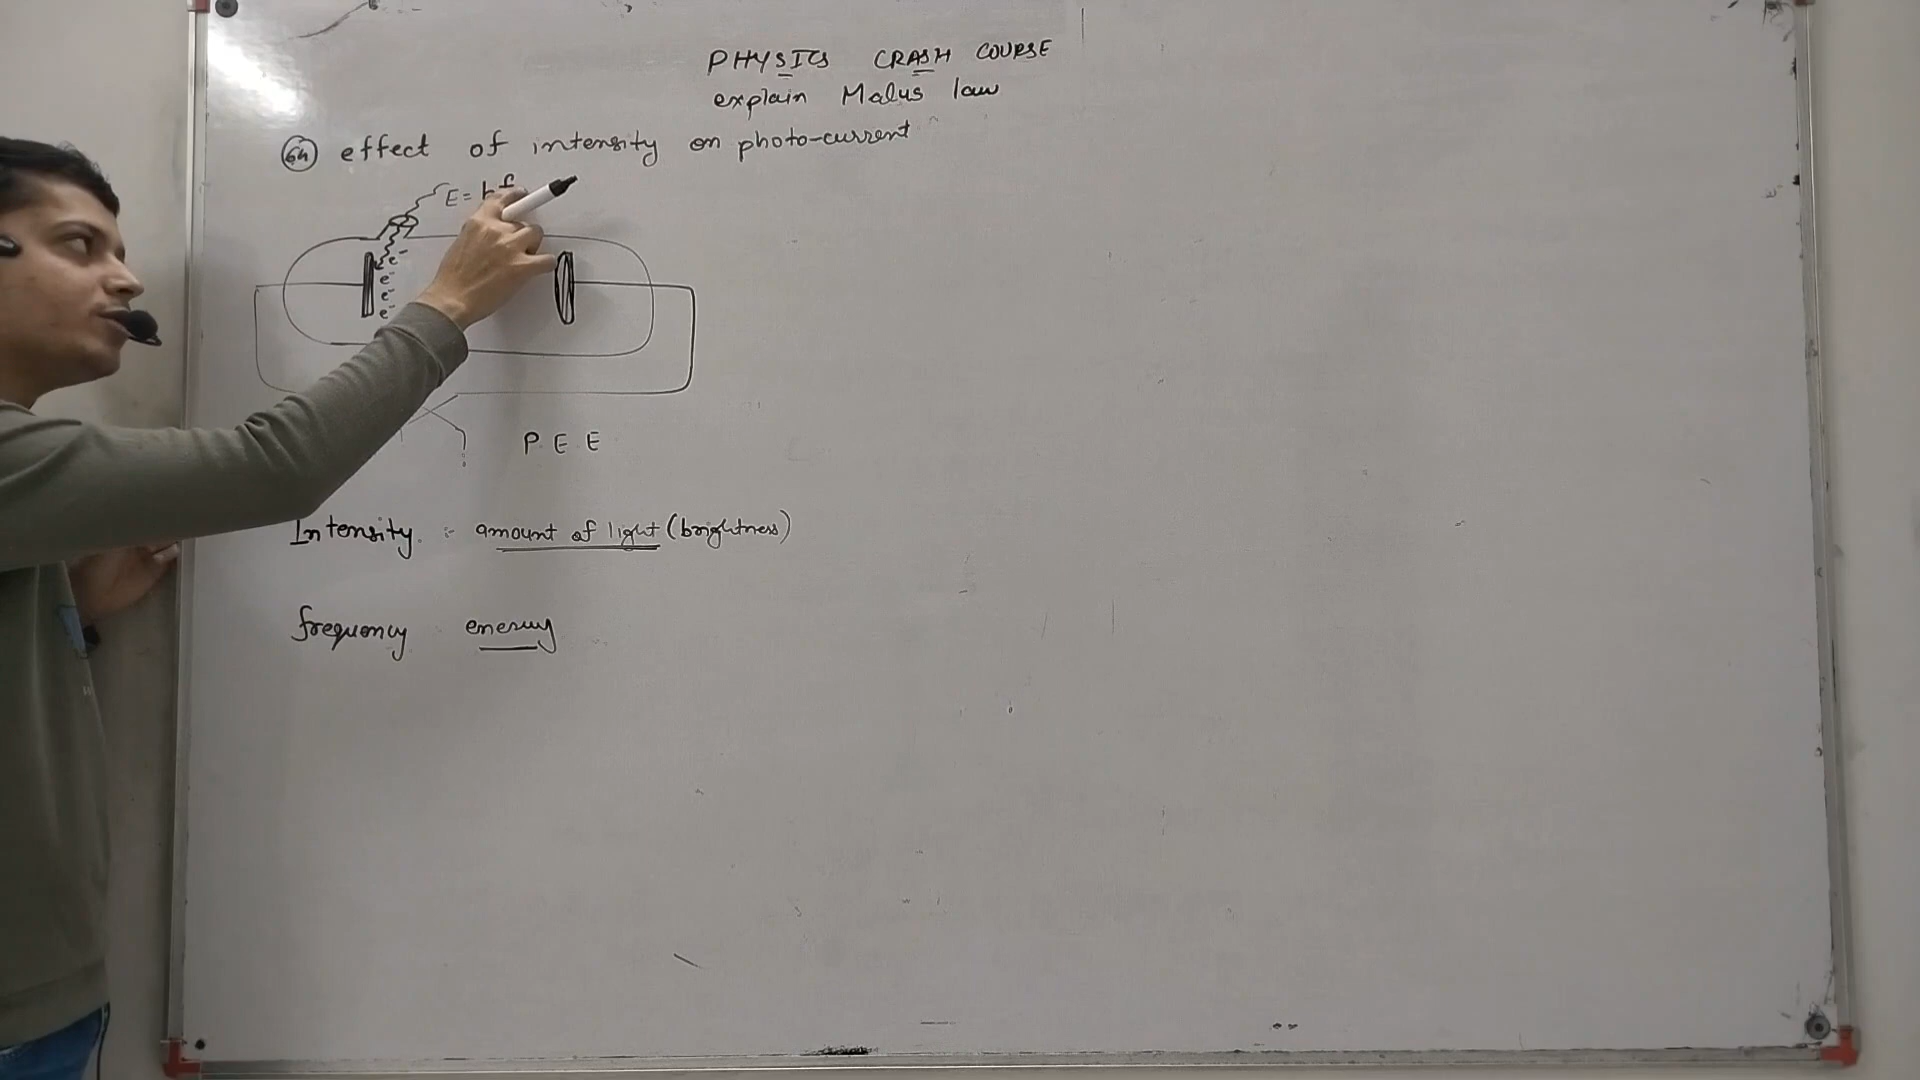 PHYSICS CRASH COURSE
explain Malus law
64 effect of intensity on photo-current
E = hf
e⁻
e⁻
e⁻
e⁻
P. E. E
Intensity :- amount of light (brightness)
frequency energy